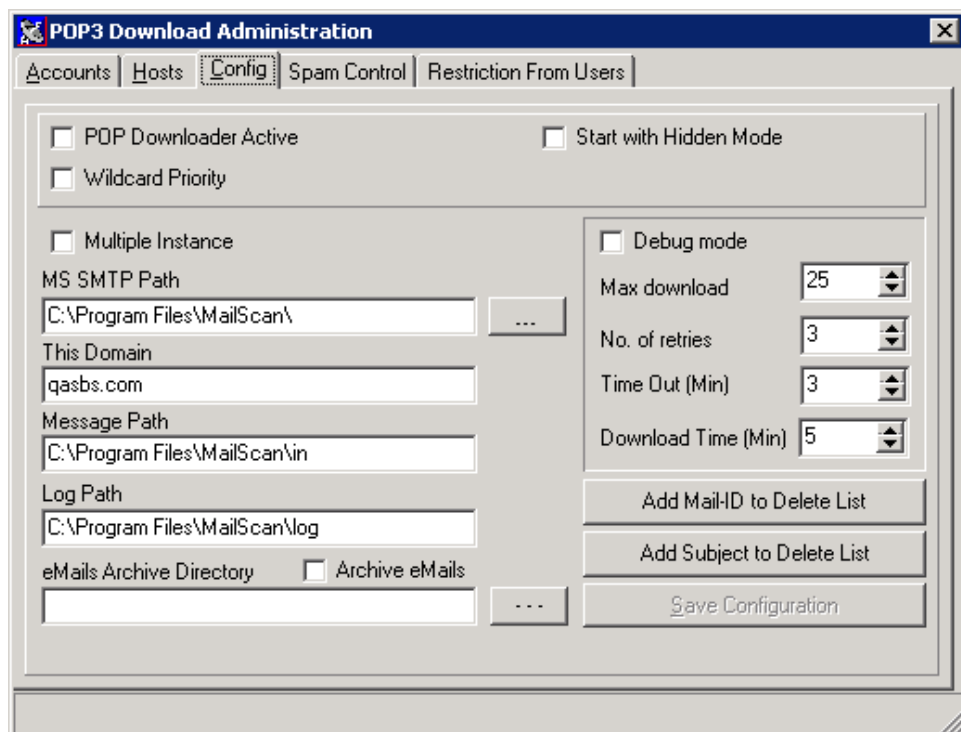 POP3 Download Administration
Accounts Hosts Config Spam Control Restriction From Users
POP Downloader Active
Start with Hidden Mode
Wildcard Priority
Multiple Instance
MS SMTP Path
C:\Program Files\MailScan\
...
This Domain
qasbs.com
Message Path
C:\Program Files\MailScan\in
Log Path
C:\Program Files\MailScan\log
eMails Archive Directory
Archive eMails
- - -
Debug mode
Max download 25
No. of retries 3
Time Out (Min) 3
Download Time (Min) 5
Add Mail-ID to Delete List
Add Subject to Delete List
Save Configuration